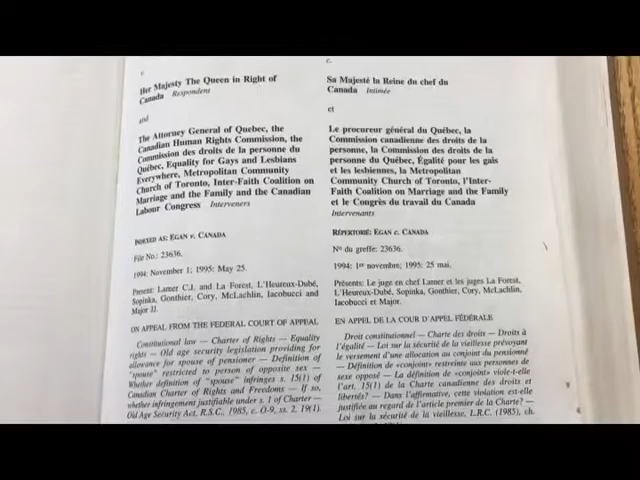 v.
Her Majesty The Queen in Right of
Canada Respondent
and
The Attorney General of Quebec, the
Canadian Human Rights Commission, the
Commission des droits de la personne du
Québec, Equality for Gays and Lesbians
Everywhere, Metropolitan Community
Church of Toronto, Inter-Faith Coalition on
Marriage and the Family and the Canadian
Labour Congress Interveners
INDEXED AS: EGAN v. CANADA
File No.: 23636.
1994: November 1; 1995: May 25.
Present: Lamer C.J. and La Forest, L'Heureux-Dubé,
Sopinka, Gonthier, Cory, McLachlin, Iacobucci and
Major JJ.
ON APPEAL FROM THE FEDERAL COURT OF APPEAL
Constitutional law — Charter of Rights — Equality
rights — Old age security legislation providing for
allowance for spouse of pensioner — Definition of
"spouse" restricted to person of opposite sex —
Whether definition of "spouse" infringes s. 15(1) of
Canadian Charter of Rights and Freedoms — If so,
whether infringement justifiable under s. 1 of Charter —
Old Age Security Act, R.S.C., 1985, c. O-9, ss. 2, 19(1).
c.
Sa Majesté la Reine du chef du
Canada Intimée
et
Le procureur général du Québec, la
Commission canadienne des droits de la
personne, la Commission des droits de la
personne du Québec, Égalité pour les gais
et les lesbiennes, la Metropolitan
Community Church of Toronto, l'Inter-
Faith Coalition on Marriage and the Family
et le Congrès du travail du Canada
Intervenants
RÉPERTORIÉ: EGAN c. CANADA
No du greffe: 23636.
1994: 1er novembre; 1995: 25 mai.
Présents: Le juge en chef Lamer et les juges La Forest,
L'Heureux-Dubé, Sopinka, Gonthier, Cory, McLachlin,
Iacobucci et Major.
EN APPEL DE LA COUR D'APPEL FÉDÉRALE
Droit constitutionnel — Charte des droits — Droits à
l'égalité — Loi sur la sécurité de la vieillesse prévoyant
le versement d'une allocation au conjoint du pensionné
— Définition de «conjoint» restreinte aux personnes de
sexe opposé — La définition de «conjoint» viole-t-elle
l'art. 15(1) de la Charte canadienne des droits et
libertés? — Dans l'affirmative, cette violation est-elle
justifiée au regard de l'article premier de la Charte? —
Loi sur la sécurité de la vieillesse, L.R.C. (1985), ch.